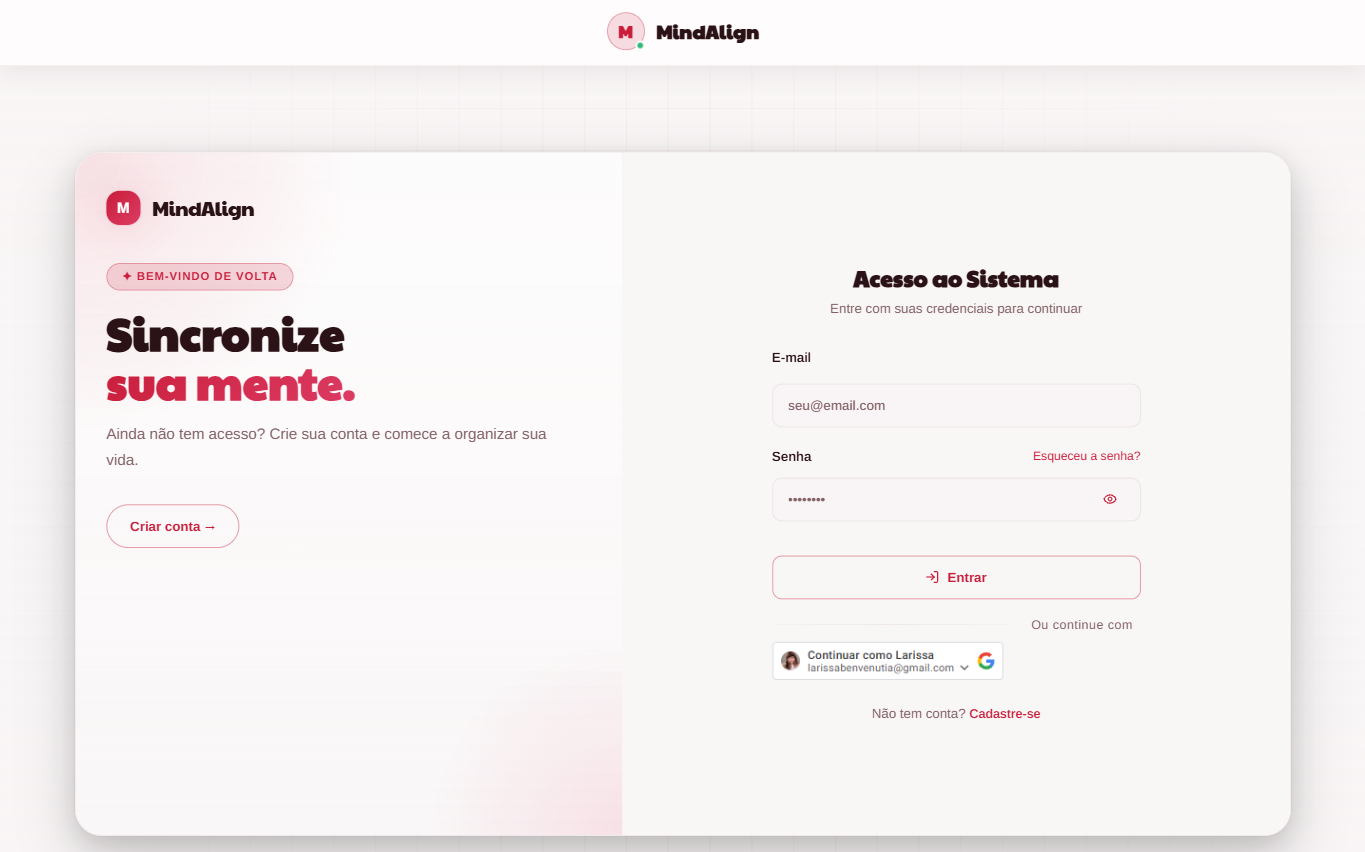 M MindAlign
M MindAlign
✦ BEM-VINDO DE VOLTA
Sincronize
sua mente.
Ainda não tem acesso? Crie sua conta e comece a organizar sua
vida.
Criar conta →
Acesso ao Sistema
Entre com suas credenciais para continuar
E-mail
seu@email.com
Senha
Esqueceu a senha?
••••••••
Entrar
Ou continue com
Continuar como Larissa
larissabenvenutia@gmail.com
Não tem conta? Cadastre-se